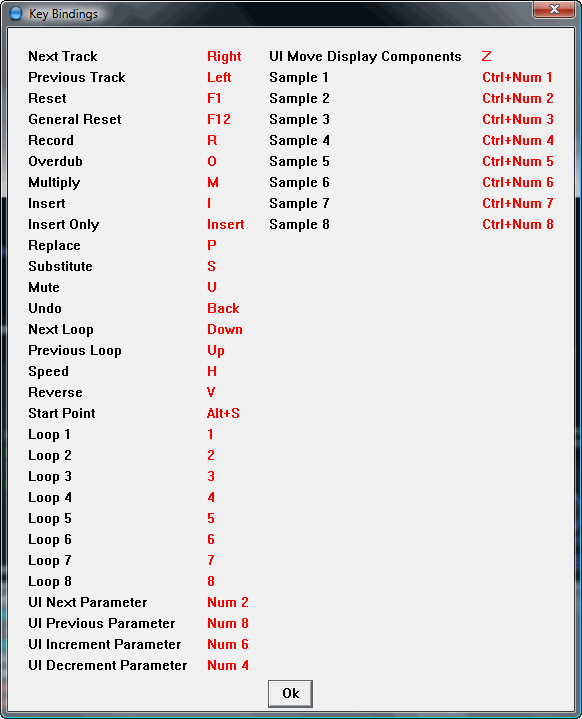 Key Bindings
Next Track Right
Previous Track Left
Reset F1
General Reset F12
Record R
Overdub O
Multiply M
Insert I
Insert Only Insert
Replace P
Substitute S
Mute U
Undo Back
Next Loop Down
Previous Loop Up
Speed H
Reverse V
Start Point Alt+S
Loop 1 1
Loop 2 2
Loop 3 3
Loop 4 4
Loop 5 5
Loop 6 6
Loop 7 7
Loop 8 8
UI Next Parameter Num 2
UI Previous Parameter Num 8
UI Increment Parameter Num 6
UI Decrement Parameter Num 4
UI Move Display Components Z
Sample 1 Ctrl+Num 1
Sample 2 Ctrl+Num 2
Sample 3 Ctrl+Num 3
Sample 4 Ctrl+Num 4
Sample 5 Ctrl+Num 5
Sample 6 Ctrl+Num 6
Sample 7 Ctrl+Num 7
Sample 8 Ctrl+Num 8
Ok